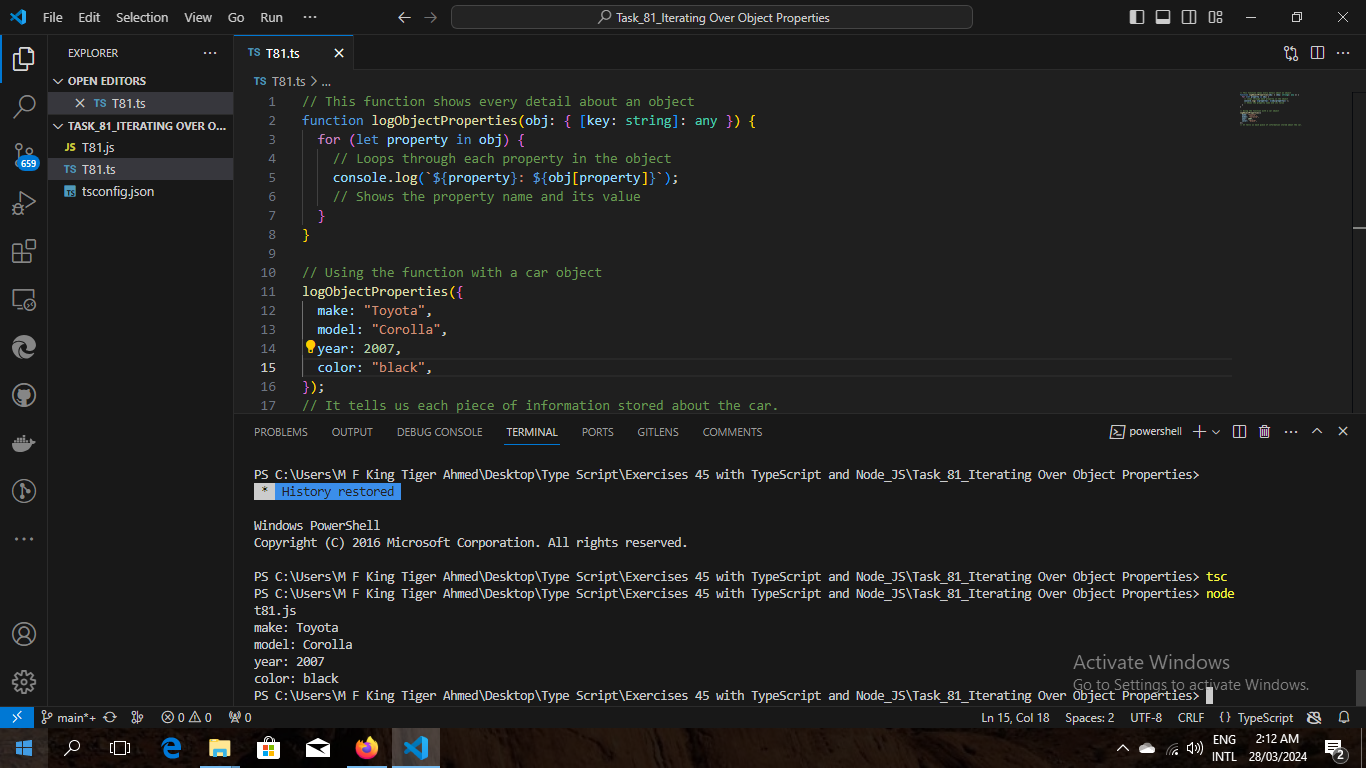 File Edit Selection View Go Run ···
Task_81_Iterating Over Object Properties
EXPLORER ···
OPEN EDITORS
TS T81.ts
TASK_81_ITERATING OVER O...
JS T81.js
TS T81.ts
TS tsconfig.json
659
TS T81.ts
TS T81.ts > ...
1 // This function shows every detail about an object
2 function logObjectProperties(obj: { [key: string]: any }) {
3   for (let property in obj) {
4     // Loops through each property in the object
5     console.log(`${property}: ${obj[property]}`);
6     // Shows the property name and its value
7   }
8 }
9
10 // Using the function with a car object
11 logObjectProperties({
12   make: "Toyota",
13   model: "Corolla",
14   year: 2007,
15   color: "black",
16 });
17 // It tells us each piece of information stored about the car.
PROBLEMS OUTPUT DEBUG CONSOLE TERMINAL PORTS GITLENS COMMENTS
powershell
PS C:\Users\M F King Tiger Ahmed\Desktop\Type Script\Exercises 45 with TypeScript and Node_JS\Task_81_Iterating Over Object Properties>
* History restored
Windows PowerShell
Copyright (C) 2016 Microsoft Corporation. All rights reserved.
PS C:\Users\M F King Tiger Ahmed\Desktop\Type Script\Exercises 45 with TypeScript and Node_JS\Task_81_Iterating Over Object Properties> tsc
PS C:\Users\M F King Tiger Ahmed\Desktop\Type Script\Exercises 45 with TypeScript and Node_JS\Task_81_Iterating Over Object Properties> node
t81.js
make: Toyota
model: Corolla
year: 2007
color: black
PS C:\Users\M F King Tiger Ahmed\Desktop\Type Script\Exercises 45 with TypeScript and Node_JS\Task_81_Iterating Over Object Properties>
Activate Windows
Go to Settings to activate Windows.
main*+ 0 0 0 Ln 15, Col 18 Spaces: 2 UTF-8 CRLF {} TypeScript
ENG
INTL
2:12 AM
28/03/2024
2